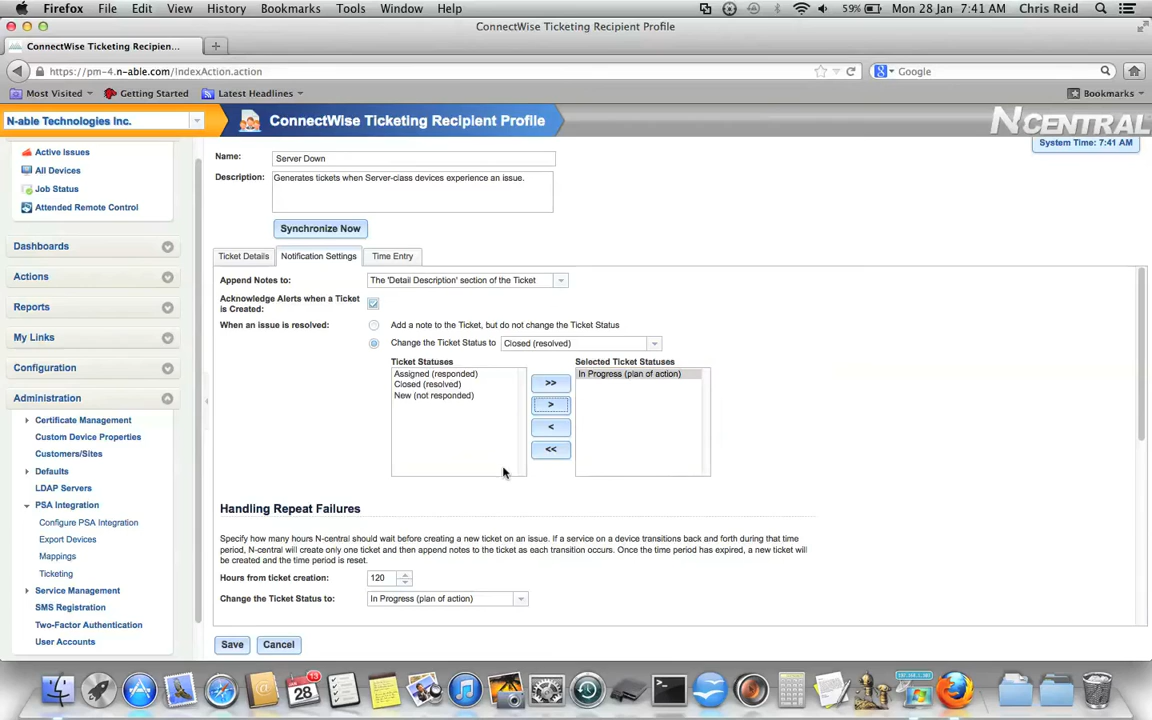 Firefox File Edit View History Bookmarks Tools Window Help 59% Mon 28 Jan 7:41 AM Chris Reid
ConnectWise Ticketing Recipient Profile
ConnectWise Ticketing Recipien...
https://pm-4.n-able.com/IndexAction.action Google
Most Visited Getting Started Latest Headlines Bookmarks
N-able Technologies Inc. ConnectWise Ticketing Recipient Profile N-CENTRAL
System Time: 7:41 AM
Active Issues
All Devices
Job Status
Attended Remote Control
Dashboards
Actions
Reports
My Links
Configuration
Administration
Certificate Management
Custom Device Properties
Customers/Sites
Defaults
LDAP Servers
PSA Integration
Configure PSA Integration
Export Devices
Mappings
Ticketing
Service Management
SMS Registration
Two-Factor Authentication
User Accounts
Name: Server Down
Description: Generates tickets when Server-class devices experience an issue.
Synchronize Now
Ticket Details Notification Settings Time Entry
Append Notes to: The 'Detail Description' section of the Ticket
Acknowledge Alerts when a Ticket
is Created:
When an issue is resolved: Add a note to the Ticket, but do not change the Ticket Status
Change the Ticket Status to Closed (resolved)
Ticket Statuses Selected Ticket Statuses
Assigned (responded) >> In Progress (plan of action)
Closed (resolved)
New (not responded) >
<
<<
Handling Repeat Failures
Specify how many hours N-central should wait before creating a new ticket on an issue. If a service on a device transitions back and forth during that time
period, N-central will create only one ticket and then append notes to the ticket as each transition occurs. Once the time period has expired, a new ticket will
be created and the time period is reset.
Hours from ticket creation: 120
Change the Ticket Status to: In Progress (plan of action)
Save Cancel
13
JAN
28